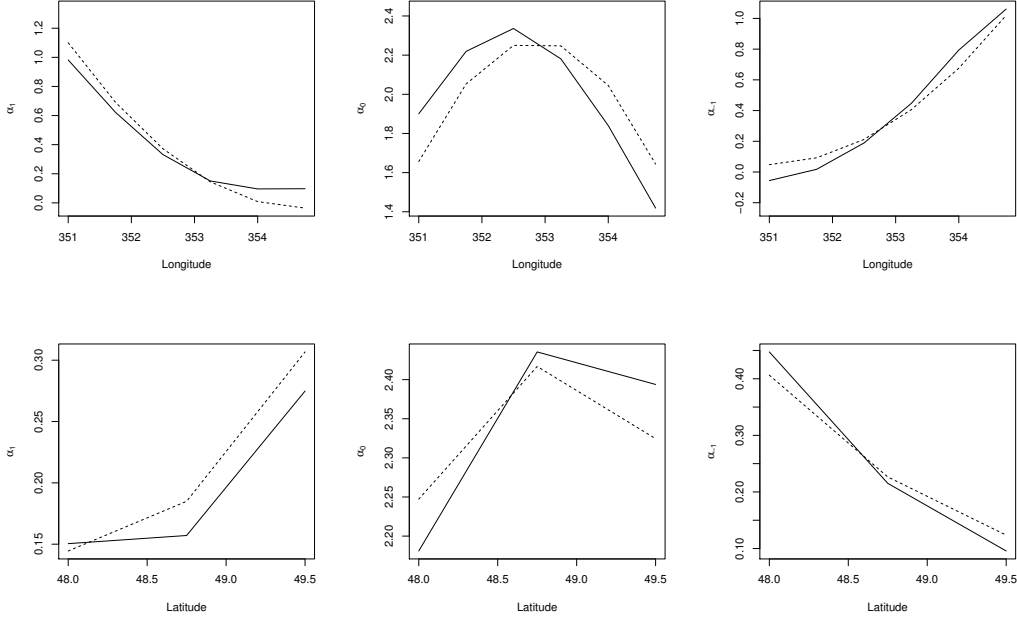 α1
0.0 0.2 0.4 0.6 0.8 1.0 1.2
351 352 353 354
Longitude
α0
1.4 1.6 1.8 2.0 2.2 2.4
351 352 353 354
Longitude
α−1
−0.2 0.0 0.2 0.4 0.6 0.8 1.0
351 352 353 354
Longitude
α1
0.15 0.20 0.25 0.30
48.0 48.5 49.0 49.5
Latitude
α0
2.20 2.25 2.30 2.35 2.40
48.0 48.5 49.0 49.5
Latitude
α−1
0.10 0.20 0.30 0.40
48.0 48.5 49.0 49.5
Latitude